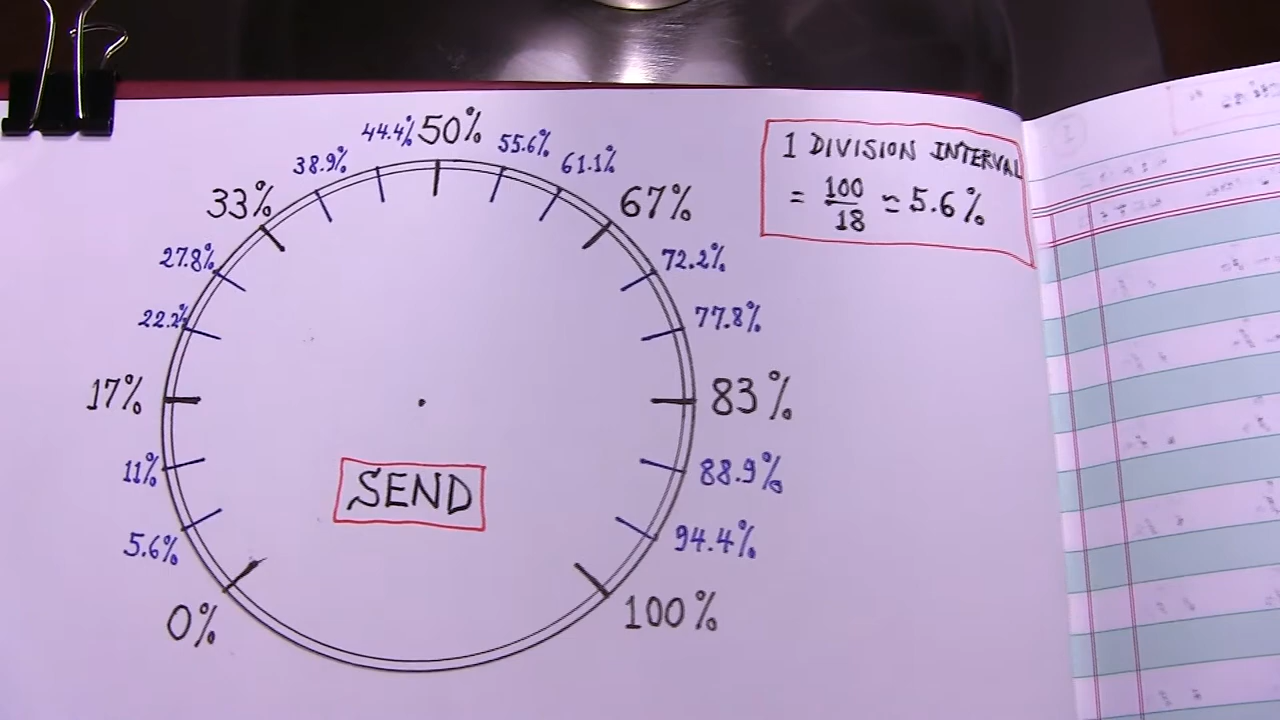 44.4% 50% 55.6%
38.9% 61.1%
33% 67%
27.8% 72.2%
22.2% 77.8%
17% 83%
11% 88.9%
5.6% 94.4%
0% 100%
SEND
1 DIVISION INTERVAL
= 100/18 ≈ 5.6%